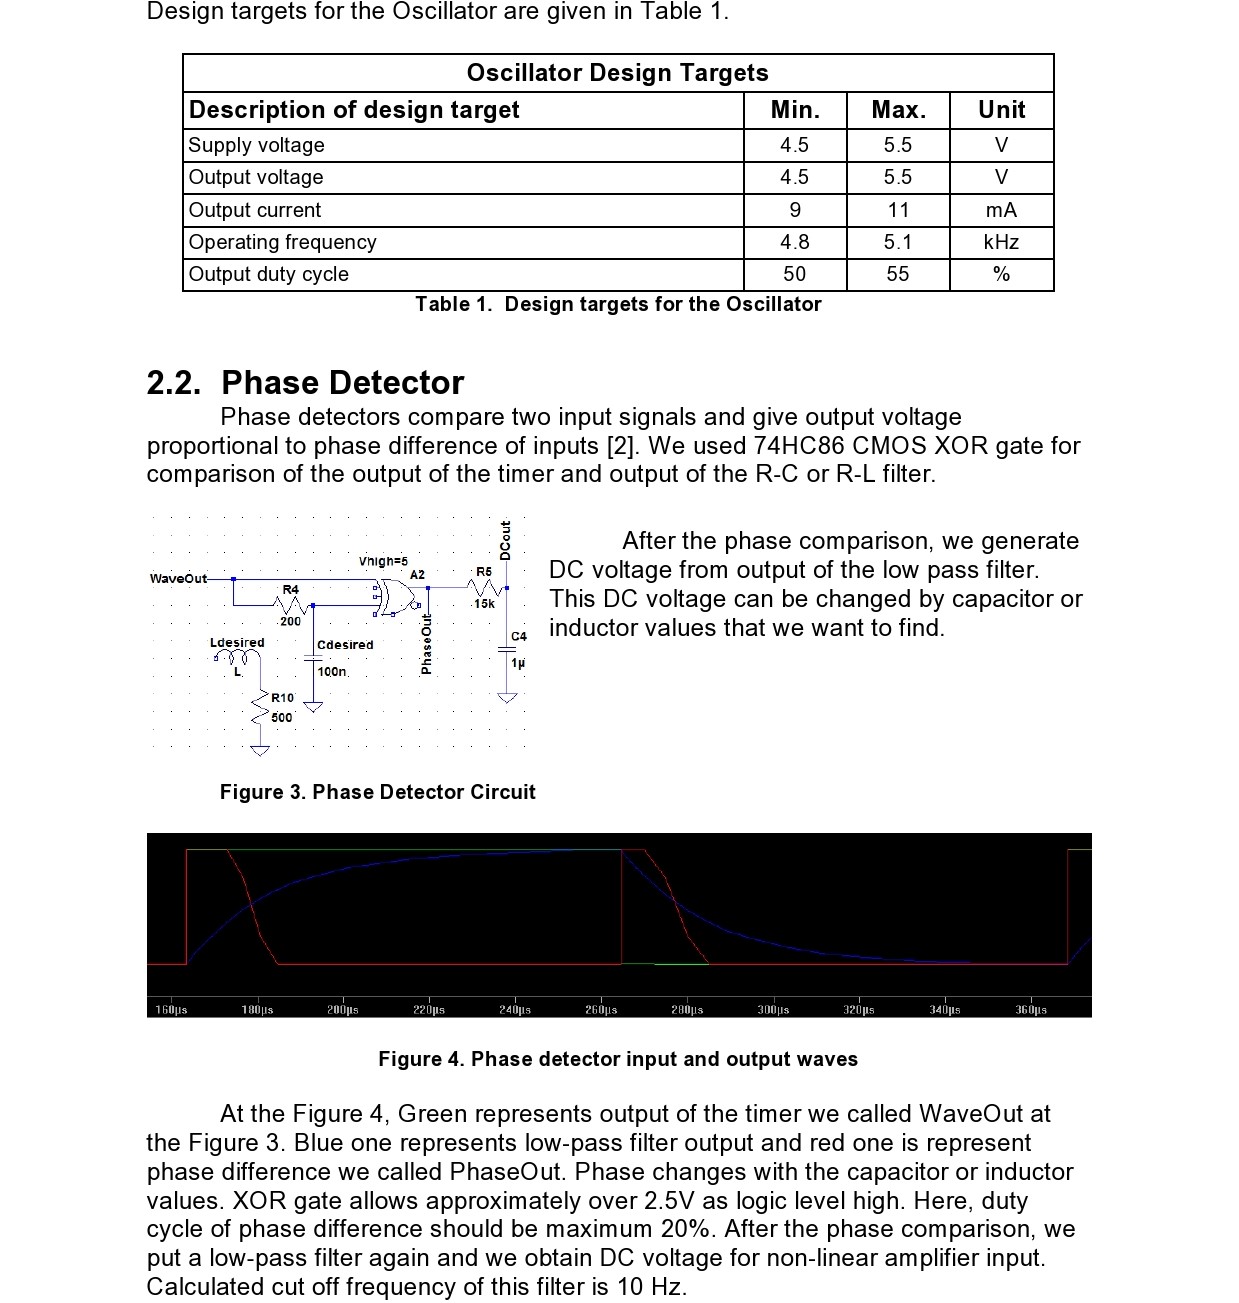 Design targets for the Oscillator are given in Table 1.
Oscillator Design Targets
Description of design target Min. Max. Unit
Supply voltage 4.5 5.5 V
Output voltage 4.5 5.5 V
Output current 9 11 mA
Operating frequency 4.8 5.1 kHz
Output duty cycle 50 55 %
Table 1. Design targets for the Oscillator
2.2. Phase Detector
Phase detectors compare two input signals and give output voltage
proportional to phase difference of inputs [2]. We used 74HC86 CMOS XOR gate for
comparison of the output of the timer and output of the R-C or R-L filter.
DCout
Vhigh=5
WaveOut
A2
R5
R4
15k
200
PhaseOut
C4
Ldesired
Cdesired
1µ
L
100n
R10
500
After the phase comparison, we generate
DC voltage from output of the low pass filter.
This DC voltage can be changed by capacitor or
inductor values that we want to find.
Figure 3. Phase Detector Circuit
160µs 180µs 200µs 220µs 240µs 260µs 280µs 300µs 320µs 340µs 360µs
Figure 4. Phase detector input and output waves
At the Figure 4, Green represents output of the timer we called WaveOut at
the Figure 3. Blue one represents low-pass filter output and red one is represent
phase difference we called PhaseOut. Phase changes with the capacitor or inductor
values. XOR gate allows approximately over 2.5V as logic level high. Here, duty
cycle of phase difference should be maximum 20%. After the phase comparison, we
put a low-pass filter again and we obtain DC voltage for non-linear amplifier input.
Calculated cut off frequency of this filter is 10 Hz.